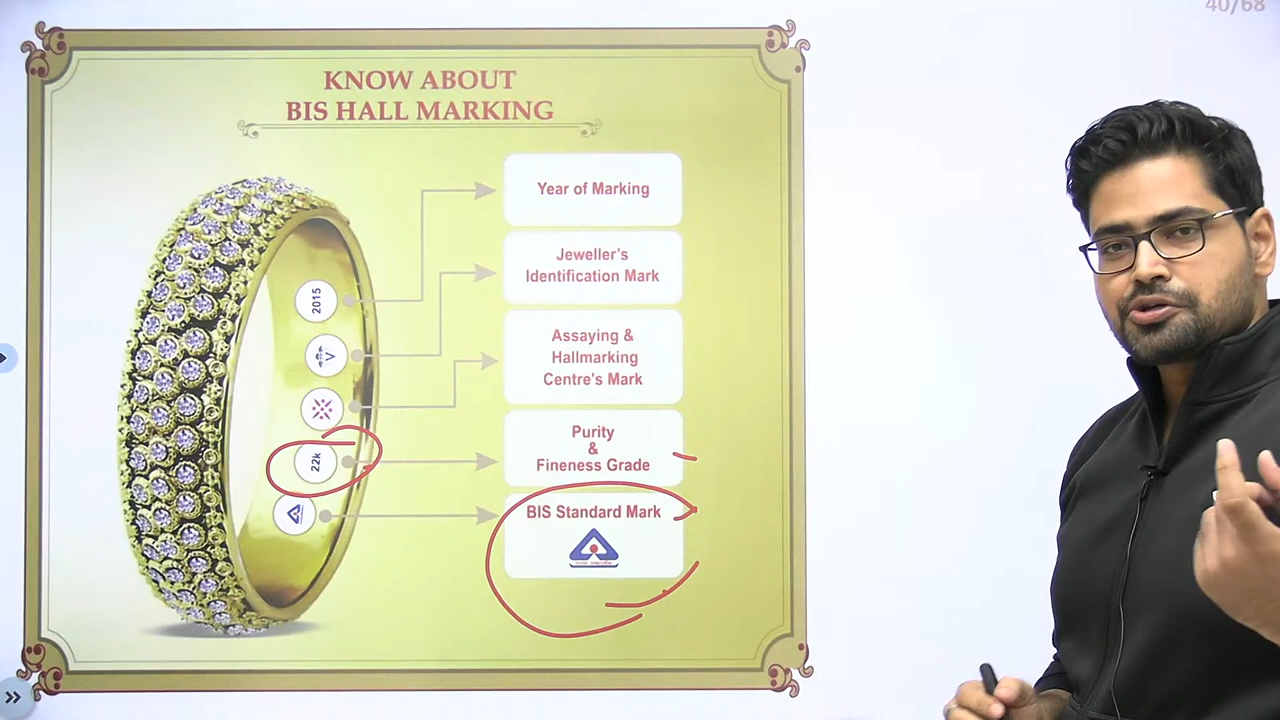 40/68
KNOW ABOUT
BIS HALL MARKING
Year of Marking
Jeweller's
Identification Mark
Assaying &
Hallmarking
Centre's Mark
Purity
&
Fineness Grade
BIS Standard Mark
2015
V
22k